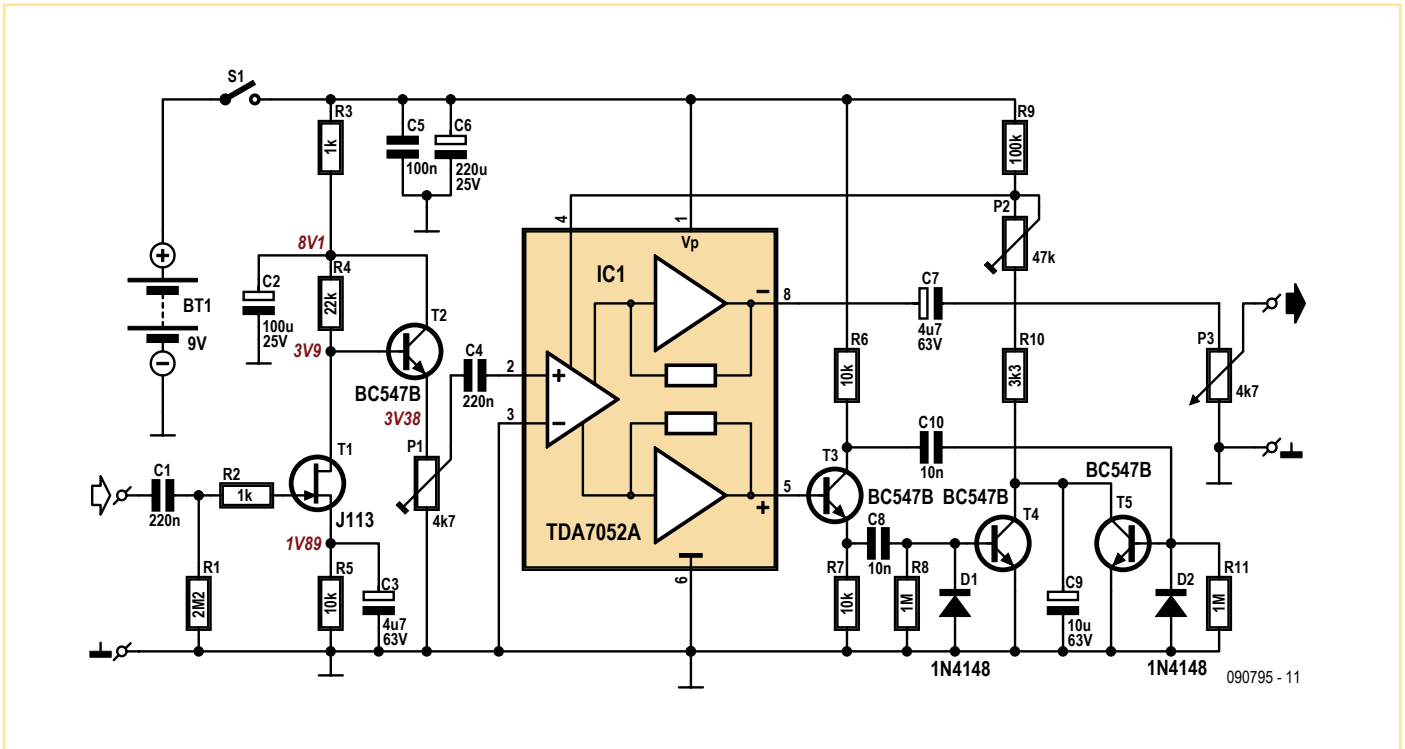 S1
R3
1k
C5
100n
C6
220u
25V
R9
100k
BT1
9V
8V1
C2
100u
25V
R4
22k
3V9
T2
BC547B
3V38
C4
220n
P1
4k7
C1
220n
R2
1k
T1
J113
1V89
R1
2M2
R5
10k
C3
4u7
63V
4
1
Vp
IC1
2
+
3
−
−
8
+
5
TDA7052A
6
P2
47k
C7
4u7
63V
P3
4k7
R6
10k
R10
3k3
C10
10n
T3
BC547B
BC547B
BC547B
C8
10n
T4
T5
R7
10k
R8
1M
D1
1N4148
C9
10u
63V
D2
1N4148
R11
1M
090795 - 11